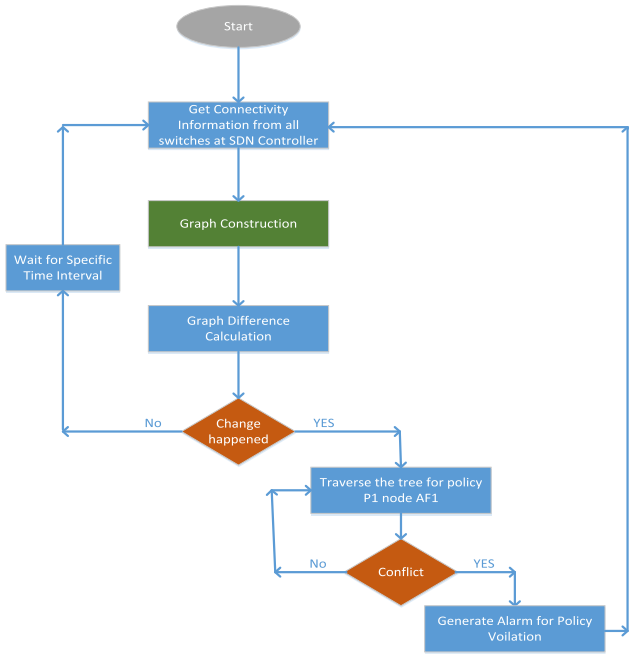 Start
Get Connectivity
Information from all
switches at SDN Controller
Graph Construction
Wait for Specific
Time Interval
Graph Difference
Calculation
No
Change
happened
YES
Traverse the tree for policy
P1 node AF1
No
Conflict
YES
Generate Alarm for Policy
Voilation